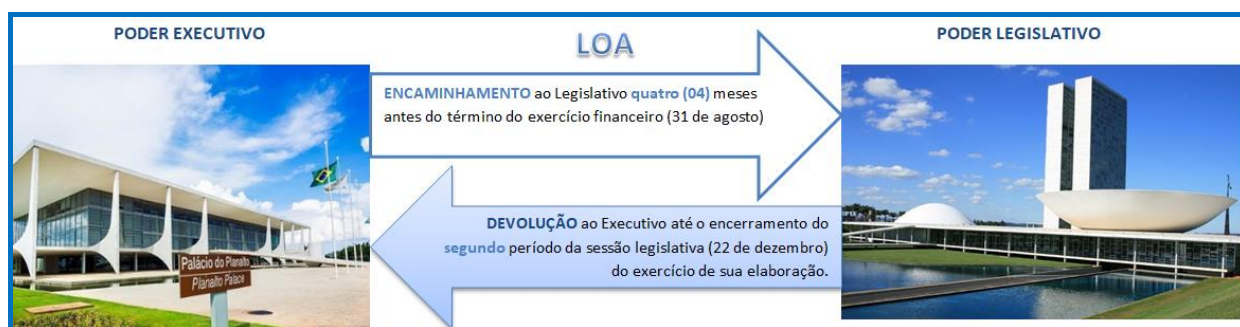 PODER EXECUTIVO
LOA
PODER LEGISLATIVO
ENCAMINHAMENTO ao Legislativo quatro (04) meses
antes do término do exercício financeiro (31 de agosto)
DEVOLUÇÃO ao Executivo até o encerramento do
segundo período da sessão legislativa (22 de dezembro)
do exercício de sua elaboração.
Palácio do Planalto
Planalto Palace